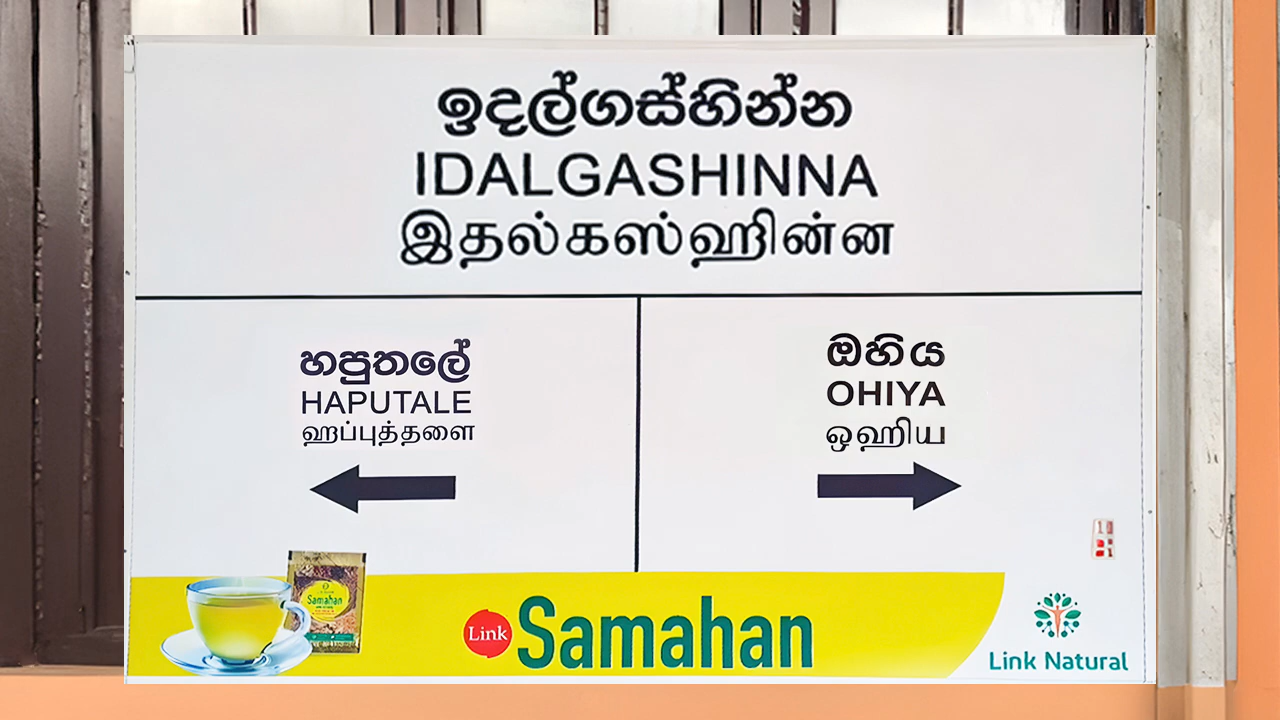 ඉදල්ගස්හින්න
IDALGASHINNA
இதல்கஸ்ஹின்ன
හපුතලේ
HAPUTALE
ஹப்புத்தளை
ඔහිය
OHIYA
ஒஹிய
Samahan
Link Samahan
Link Natural